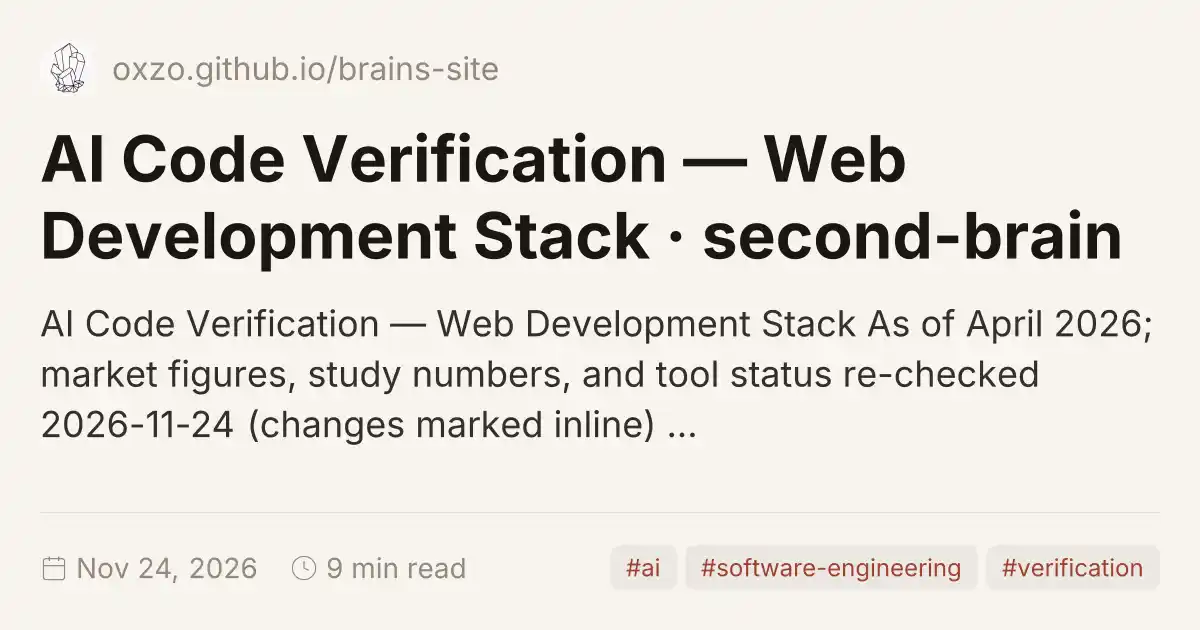 oxzo.github.io/brains-site
AI Code Verification — Web
Development Stack · second-brain
AI Code Verification — Web Development Stack As of April 2026;
market figures, study numbers, and tool status re-checked
2026-11-24 (changes marked inline) ...
Nov 24, 2026 9 min read #ai #software-engineering #verification